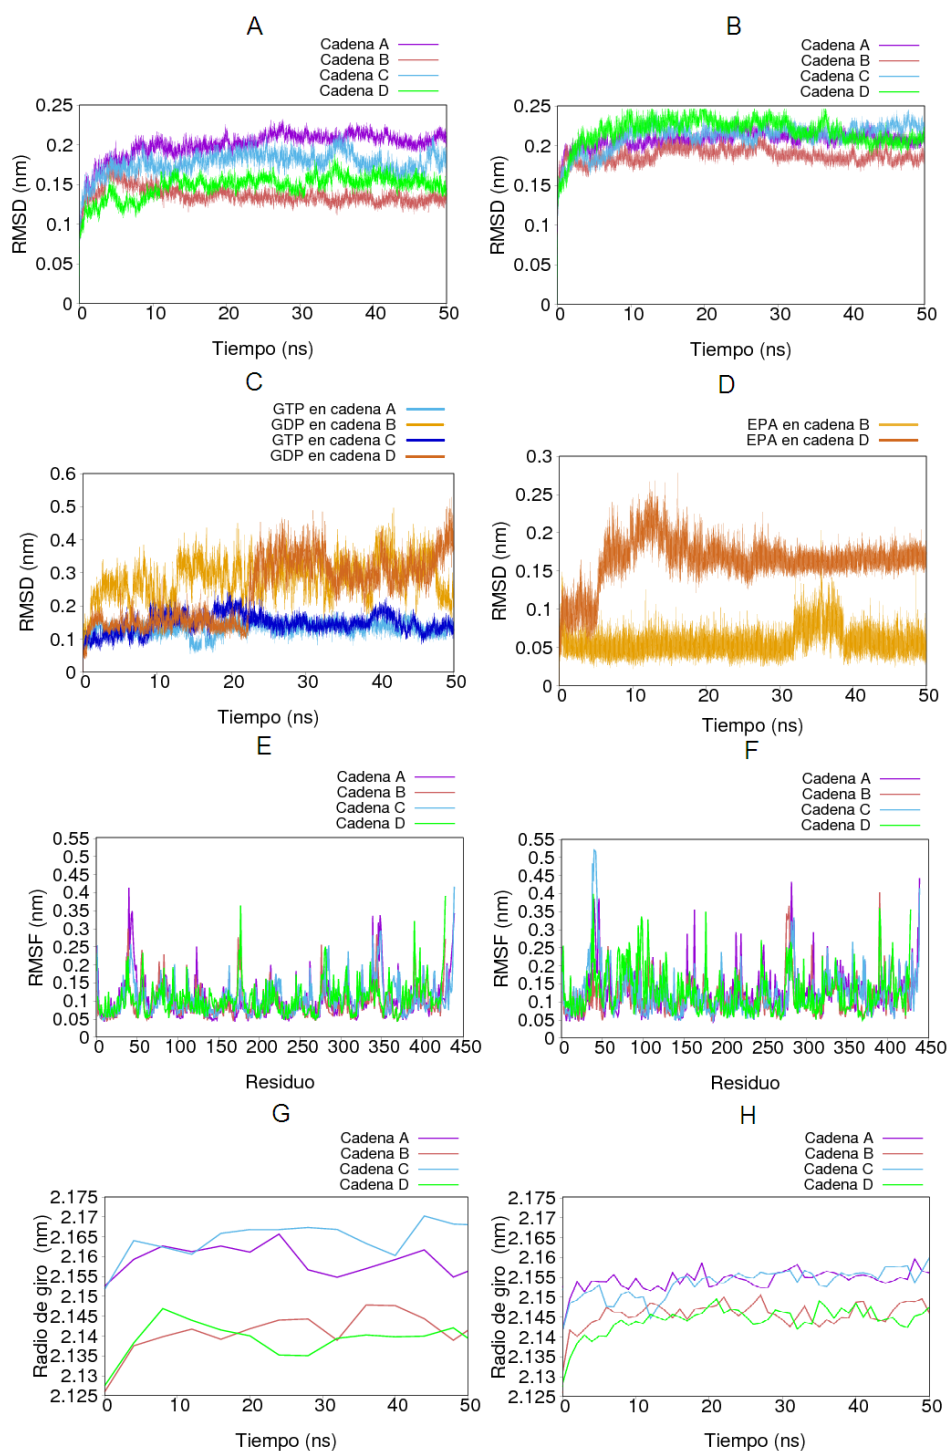 A
Cadena A
Cadena B
Cadena C
Cadena D
0.25
0.2
0.15
0.1
0.05
0
RMSD (nm)
0 10 20 30 40 50
Tiempo (ns)
B
Cadena A
Cadena B
Cadena C
Cadena D
0.25
0.2
0.15
0.1
0.05
0
RMSD (nm)
0 10 20 30 40 50
Tiempo (ns)
C
GTP en cadena A
GDP en cadena B
GTP en cadena C
GDP en cadena D
0.6
0.5
0.4
0.3
0.2
0.1
0
RMSD (nm)
0 10 20 30 40 50
Tiempo (ns)
D
EPA en cadena B
EPA en cadena D
0.3
0.25
0.2
0.15
0.1
0.05
0
RMSD (nm)
0 10 20 30 40 50
Tiempo (ns)
E
Cadena A
Cadena B
Cadena C
Cadena D
0.55
0.5
0.45
0.4
0.35
0.3
0.25
0.2
0.15
0.1
0.05
0
RMSF (nm)
0 50 100 150 200 250 300 350 400 450
Residuo
F
Cadena A
Cadena B
Cadena C
Cadena D
0.55
0.5
0.45
0.4
0.35
0.3
0.25
0.2
0.15
0.1
0.05
0
RMSF (nm)
0 50 100 150 200 250 300 350 400 450
Residuo
G
Cadena A
Cadena B
Cadena C
Cadena D
2.175
2.17
2.165
2.16
2.155
2.15
2.145
2.14
2.135
2.13
2.125
Radio de giro (nm)
0 10 20 30 40 50
Tiempo (ns)
H
Cadena A
Cadena B
Cadena C
Cadena D
2.175
2.17
2.165
2.16
2.155
2.15
2.145
2.14
2.135
2.13
2.125
Radio de giro (nm)
0 10 20 30 40 50
Tiempo (ns)